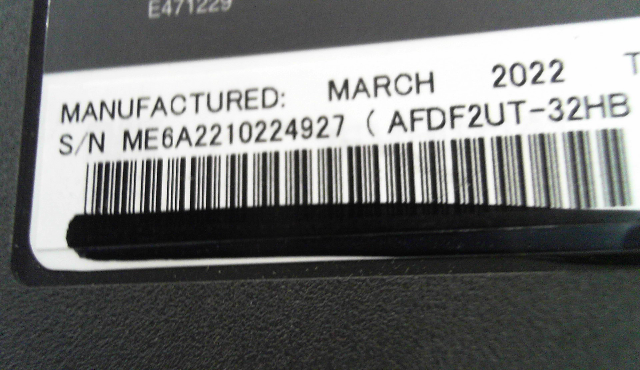 E471229
MANUFACTURED: MARCH 2022 T
S/N ME6A2210224927 ( AFDF2UT-32HB